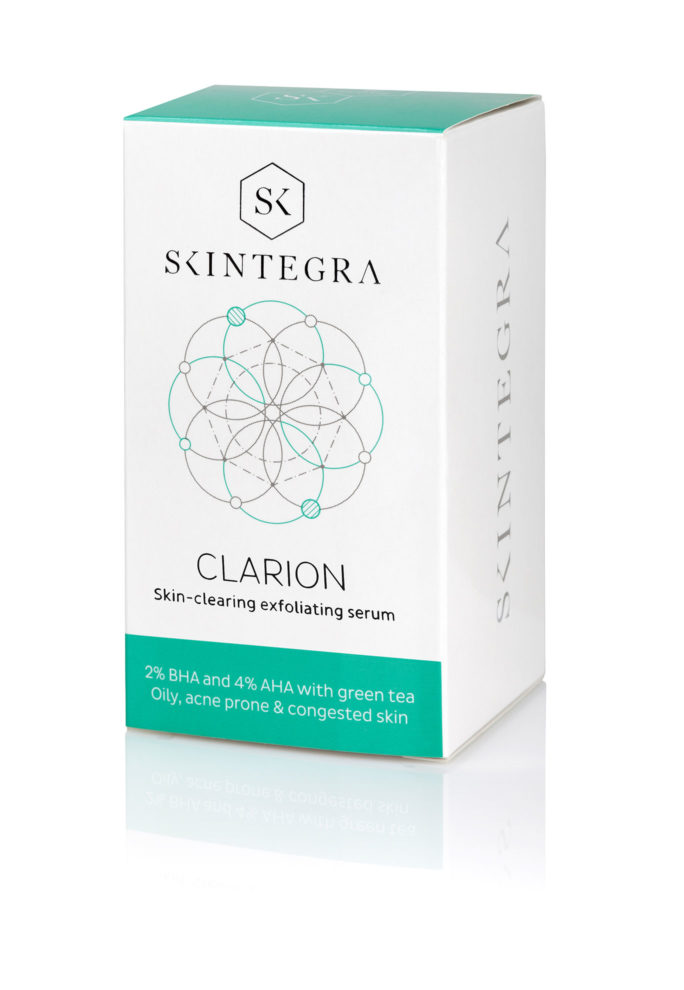 SK
SK
SKINTEGRA
CLARION
Skin-clearing exfoliating serum
2% BHA and 4% AHA with green tea
Oily, acne prone & congested skin
SKINTEGRA